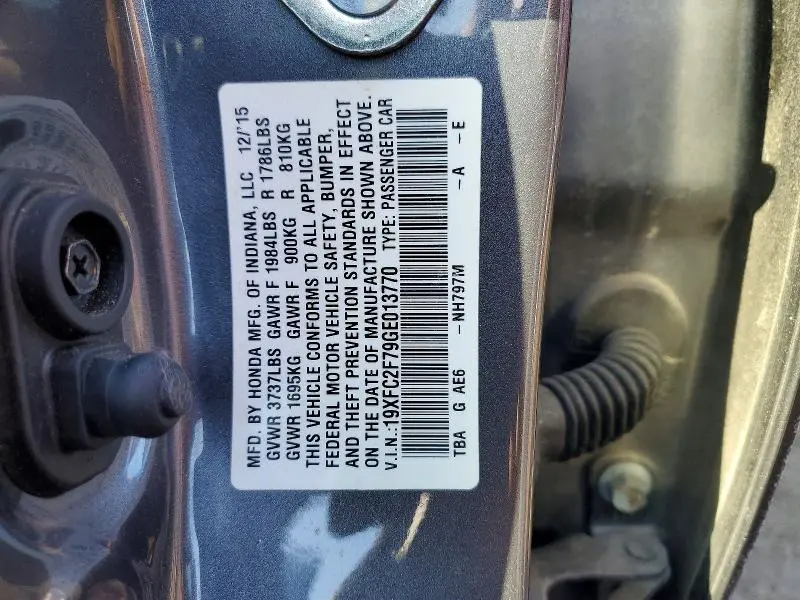 MFD. BY HONDA MFG. OF INDIANA, LLC 12/'15
GVWR 3737LBS GAWR F 1984LBS R 1786LBS
GVWR 1695KG GAWR F 900KG R 810KG
THIS VEHICLE CONFORMS TO ALL APPLICABLE
FEDERAL MOTOR VEHICLE SAFETY, BUMPER,
AND THEFT PREVENTION STANDARDS IN EFFECT
ON THE DATE OF MANUFACTURE SHOWN ABOVE.
V.I.N.:19XFC2F79GE013770 TYPE: PASSENGER CAR
TBA G AE6 -NH797M -A -E